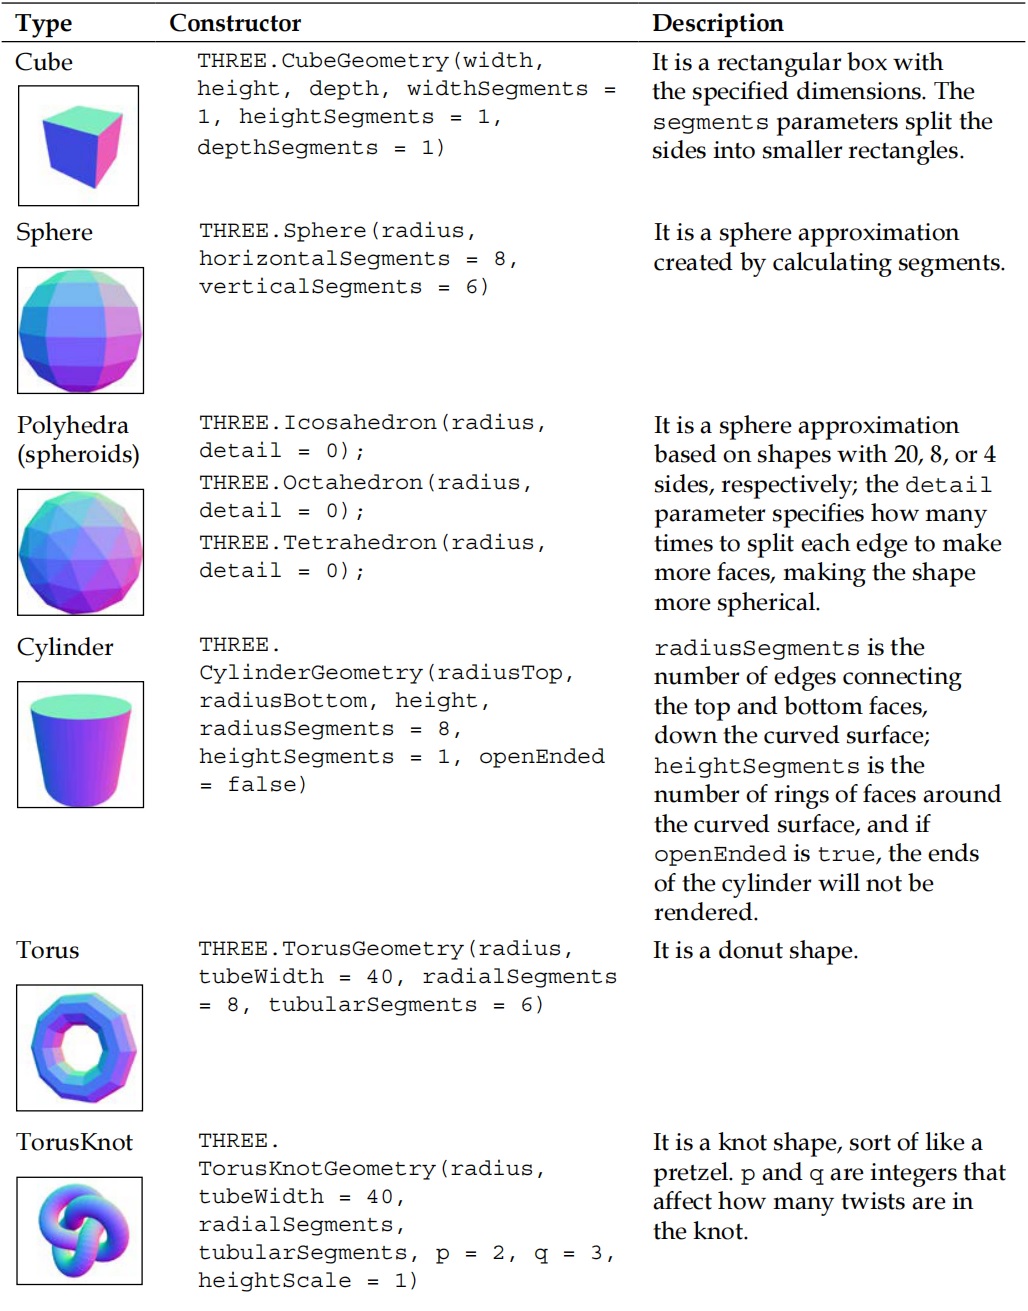 Type Constructor Description
Cube
THREE.CubeGeometry(width,
height, depth, widthSegments =
1, heightSegments = 1,
depthSegments = 1)
It is a rectangular box with
the specified dimensions. The
segments parameters split the
sides into smaller rectangles.
Sphere
THREE.Sphere(radius,
horizontalSegments = 8,
verticalSegments = 6)
It is a sphere approximation
created by calculating segments.
Polyhedra
(spheroids)
THREE.Icosahedron(radius,
detail = 0);
THREE.Octahedron(radius,
detail = 0);
THREE.Tetrahedron(radius,
detail = 0);
It is a sphere approximation
based on shapes with 20, 8, or 4
sides, respectively; the detail
parameter specifies how many
times to split each edge to make
more faces, making the shape
more spherical.
Cylinder
THREE.
CylinderGeometry(radiusTop,
radiusBottom, height,
radiusSegments = 8,
heightSegments = 1, openEnded
= false)
radiusSegments is the
number of edges connecting
the top and bottom faces,
down the curved surface;
heightSegments is the
number of rings of faces around
the curved surface, and if
openEnded is true, the ends
of the cylinder will not be
rendered.
Torus
THREE.TorusGeometry(radius,
tubeWidth = 40, radialSegments
= 8, tubularSegments = 6)
It is a donut shape.
TorusKnot
THREE.
TorusKnotGeometry(radius,
tubeWidth = 40,
radialSegments,
tubularSegments, p = 2, q = 3,
heightScale = 1)
It is a knot shape, sort of like a
pretzel. p and q are integers that
affect how many twists are in
the knot.